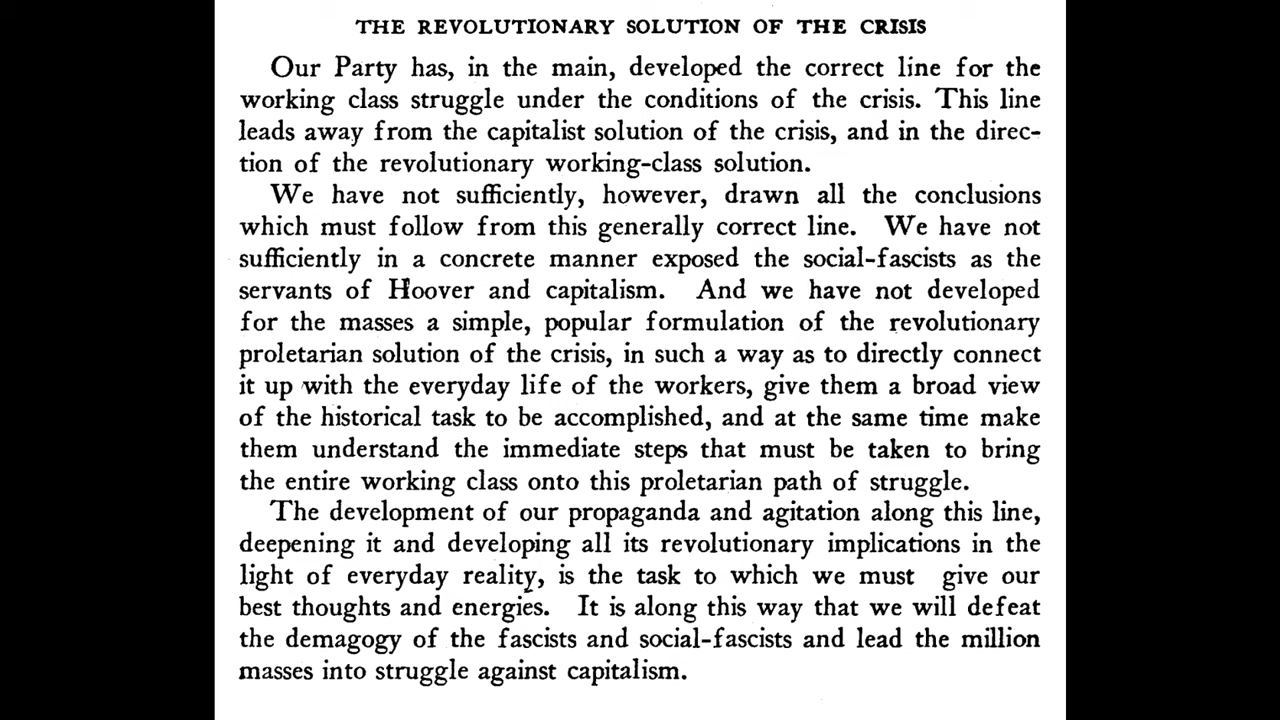 THE REVOLUTIONARY SOLUTION OF THE CRISIS
Our Party has, in the main, developed the correct line for the
working class struggle under the conditions of the crisis. This line
leads away from the capitalist solution of the crisis, and in the direc-
tion of the revolutionary working-class solution.
We have not sufficiently, however, drawn all the conclusions
which must follow from this generally correct line. We have not
sufficiently in a concrete manner exposed the social-fascists as the
servants of Hoover and capitalism. And we have not developed
for the masses a simple, popular formulation of the revolutionary
proletarian solution of the crisis, in such a way as to directly connect
it up with the everyday life of the workers, give them a broad view
of the historical task to be accomplished, and at the same time make
them understand the immediate steps that must be taken to bring
the entire working class onto this proletarian path of struggle.
The development of our propaganda and agitation along this line,
deepening it and developing all its revolutionary implications in the
light of everyday reality, is the task to which we must give our
best thoughts and energies. It is along this way that we will defeat
the demagogy of the fascists and social-fascists and lead the million
masses into struggle against capitalism.